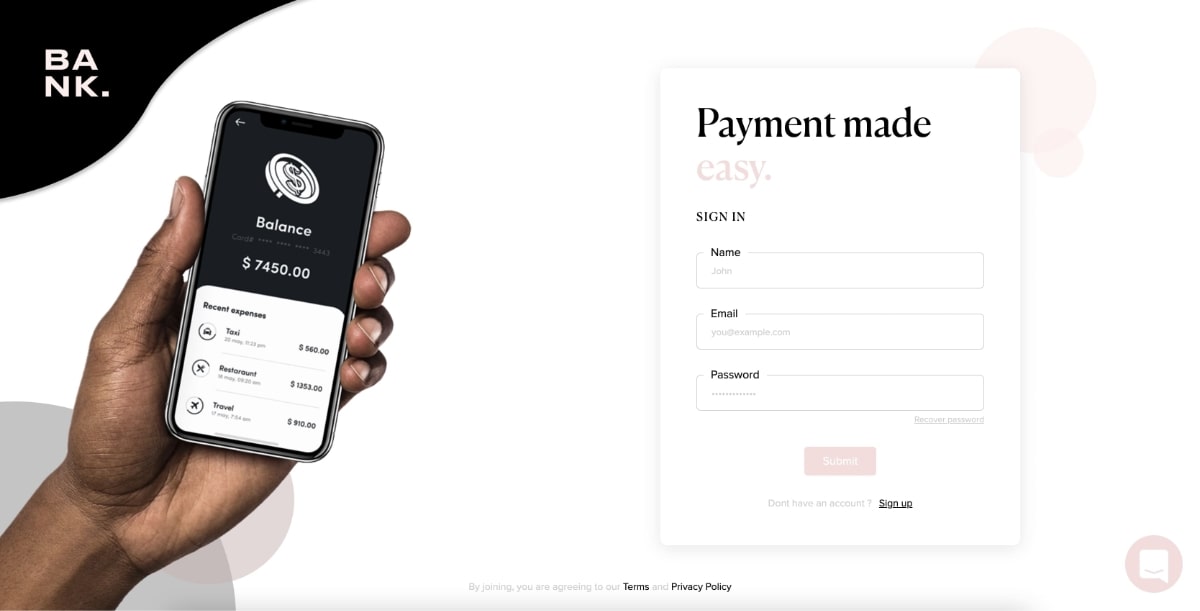 BA
NK.
Balance
Card# **** **** **** 3443
$ 7450.00
Recent expenses
Taxi
20 may, 11:23 pm
$ 560.00
Restoraunt
18 may, 09:20 am
$ 1353.00
Travel
17 may, 7:54 am
$ 910.00
Payment made
easy.
SIGN IN
Name
John
Email
you@example.com
Password
•••••••••••••
Recover password
Submit
Dont have an account ? Sign up
By joining, you are agreeing to our Terms and Privacy Policy